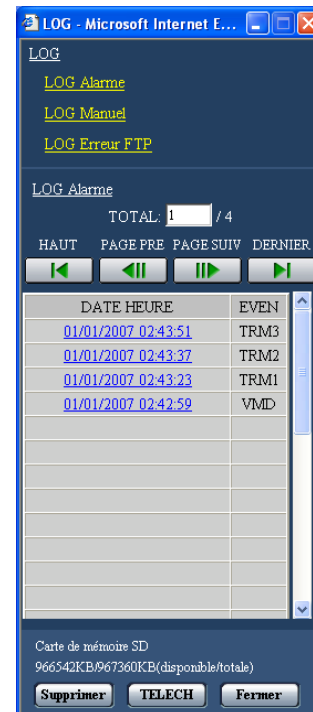 LOG - Microsoft Internet E...
LOG
LOG Alarme
LOG Manuel
LOG Erreur FTP
LOG Alarme
TOTAL: 1 / 4
HAUT PAGE PRE PAGE SUIV DERNIER
DATE HEURE EVEN
01/01/2007 02:43:51 TRM3
01/01/2007 02:43:37 TRM2
01/01/2007 02:43:23 TRM1
01/01/2007 02:42:59 VMD
Carte de mémoire SD
966542KB/967360KB(disponible/totale)
Supprimer TELECH Fermer